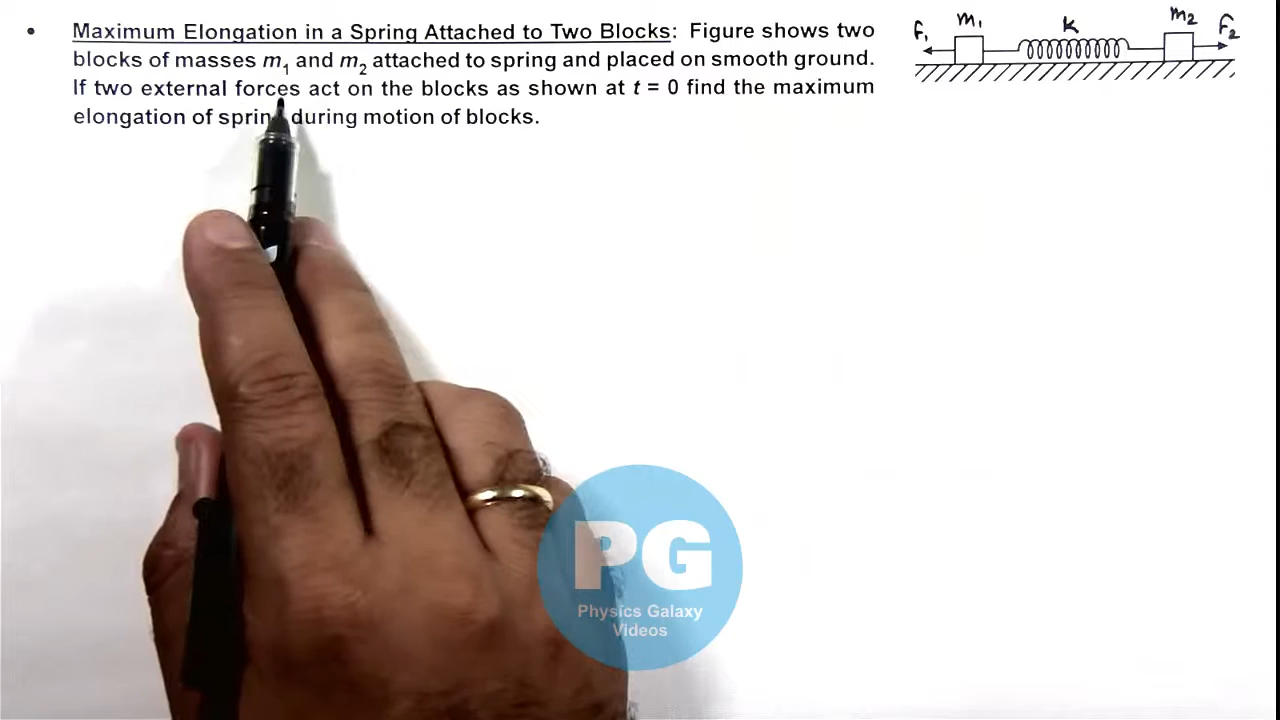 • Maximum Elongation in a Spring Attached to Two Blocks: Figure shows two
blocks of masses m₁ and m₂ attached to spring and placed on smooth ground.
If two external forces act on the blocks as shown at t = 0 find the maximum
elongation of spring during motion of blocks.
F₁ m₁ K m₂ F₂
PG
Physics Galaxy
Videos